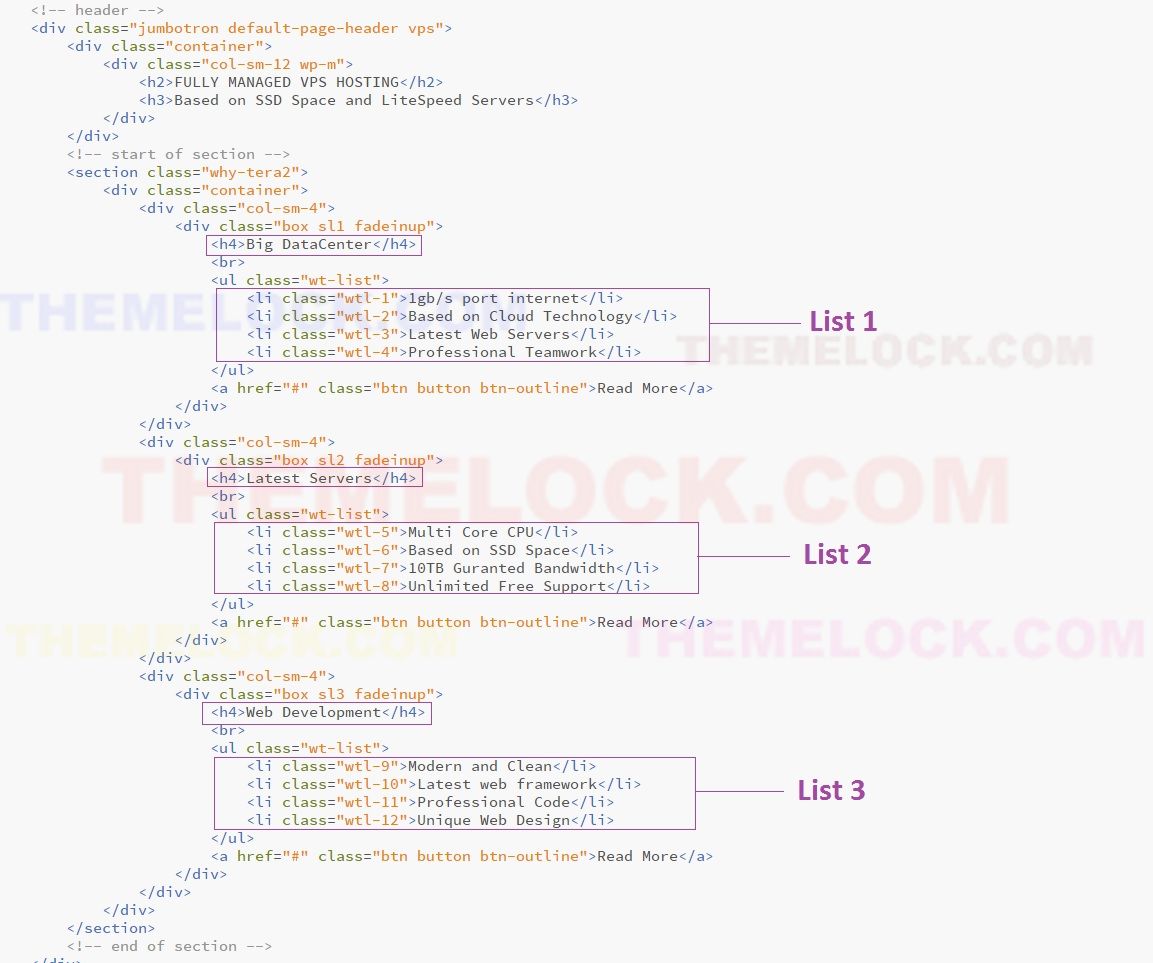 <!-- header -->
<div class="jumbotron default-page-header vps">
<div class="container">
<div class="col-sm-12 wp-m">
<h2>FULLY MANAGED VPS HOSTING</h2>
<h3>Based on SSD Space and LiteSpeed Servers</h3>
</div>
</div>
<!-- start of section -->
<section class="why-tera2">
<div class="container">
<div class="col-sm-4">
<div class="box sl1 fadeinup">
<h4>Big DataCenter</h4>
<br>
<ul class="wt-list">
<li class="wtl-1">1gb/s port internet</li>
<li class="wtl-2">Based on Cloud Technology</li>
<li class="wtl-3">Latest Web Servers</li>
<li class="wtl-4">Professional Teamwork</li>
List 1
THEMELOCK.COM
THEMELOCK.COM
</ul>
<a href="#" class="btn button btn-outline">Read More</a>
</div>
</div>
<div class="col-sm-4">
<div class="box sl2 fadeinup">
<h4>Latest Servers</h4>
THEMELOCK.COM
<br>
<ul class="wt-list">
<li class="wtl-5">Multi Core CPU</li>
<li class="wtl-6">Based on SSD Space</li>
<li class="wtl-7">10TB Guranted Bandwidth</li>
<li class="wtl-8">Unlimited Free Support</li>
List 2
</ul>
<a href="#" class="btn button btn-outline">Read More</a>
</div>
THEMELOCK.COM
THEMELOCK.COM
</div>
<div class="col-sm-4">
<div class="box sl3 fadeinup">
<h4>Web Development</h4>
<br>
<ul class="wt-list">
<li class="wtl-9">Modern and Clean</li>
<li class="wtl-10">Latest web framework</li>
<li class="wtl-11">Professional Code</li>
<li class="wtl-12">Unique Web Design</li>
List 3
</ul>
<a href="#" class="btn button btn-outline">Read More</a>
</div>
</div>
</div>
</section>
<!-- end of section -->
</div>